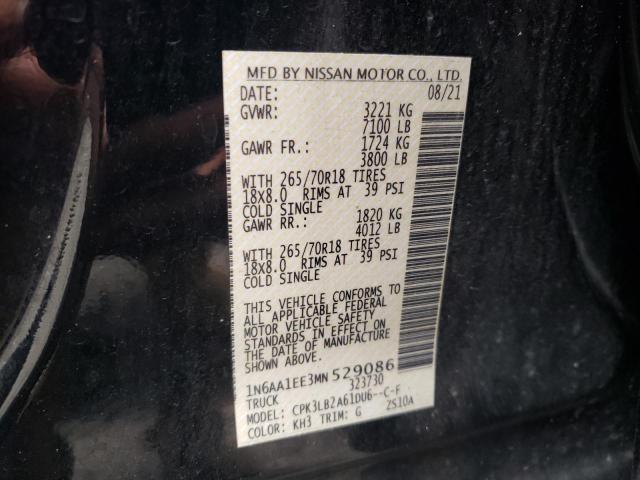 MFD BY NISSAN MOTOR CO., LTD.
DATE: 08/21
GVWR: 3221 KG
7100 LB
GAWR FR.: 1724 KG
3800 LB
WITH 265/70R18 TIRES
18x8.0 RIMS AT 39 PSI
COLD SINGLE
GAWR RR.: 1820 KG
4012 LB
WITH 265/70R18 TIRES
18x8.0 RIMS AT 39 PSI
COLD SINGLE
THIS VEHICLE CONFORMS TO
ALL APPLICABLE FEDERAL
MOTOR VEHICLE SAFETY
STANDARDS IN EFFECT ON
THE DATE OF MANUFACTURE
SHOWN ABOVE.
1N6AA1EE3MN529086
TRUCK 323730
MODEL: CPK3LB2A61DU6--C-F
COLOR: KH3 TRIM: G ZS10A